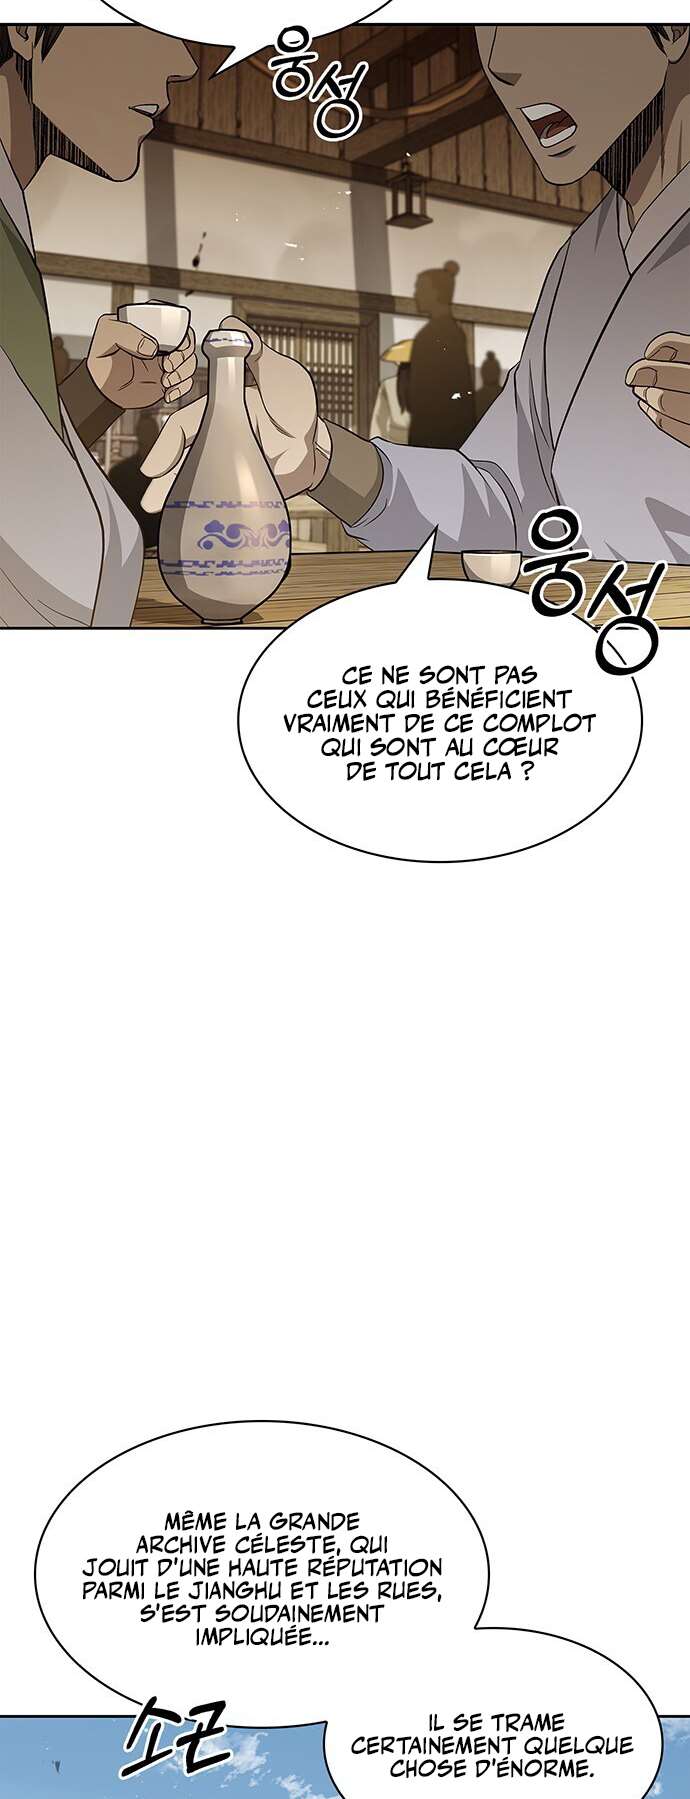 웅성
웅성
CE NE SONT PAS
CEUX QUI BÉNÉFICIENT
VRAIMENT DE CE COMPLOT
QUI SONT AU CŒUR
DE TOUT CELA ?
MÊME LA GRANDE
ARCHIVE CÉLESTE, QUI
JOUIT D'UNE HAUTE RÉPUTATION
PARMI LE JIANGHU ET LES RUES,
S'EST SOUDAINEMENT
IMPLIQUÉE...
소곤
IL SE TRAME
CERTAINEMENT QUELQUE
CHOSE D'ÉNORME.